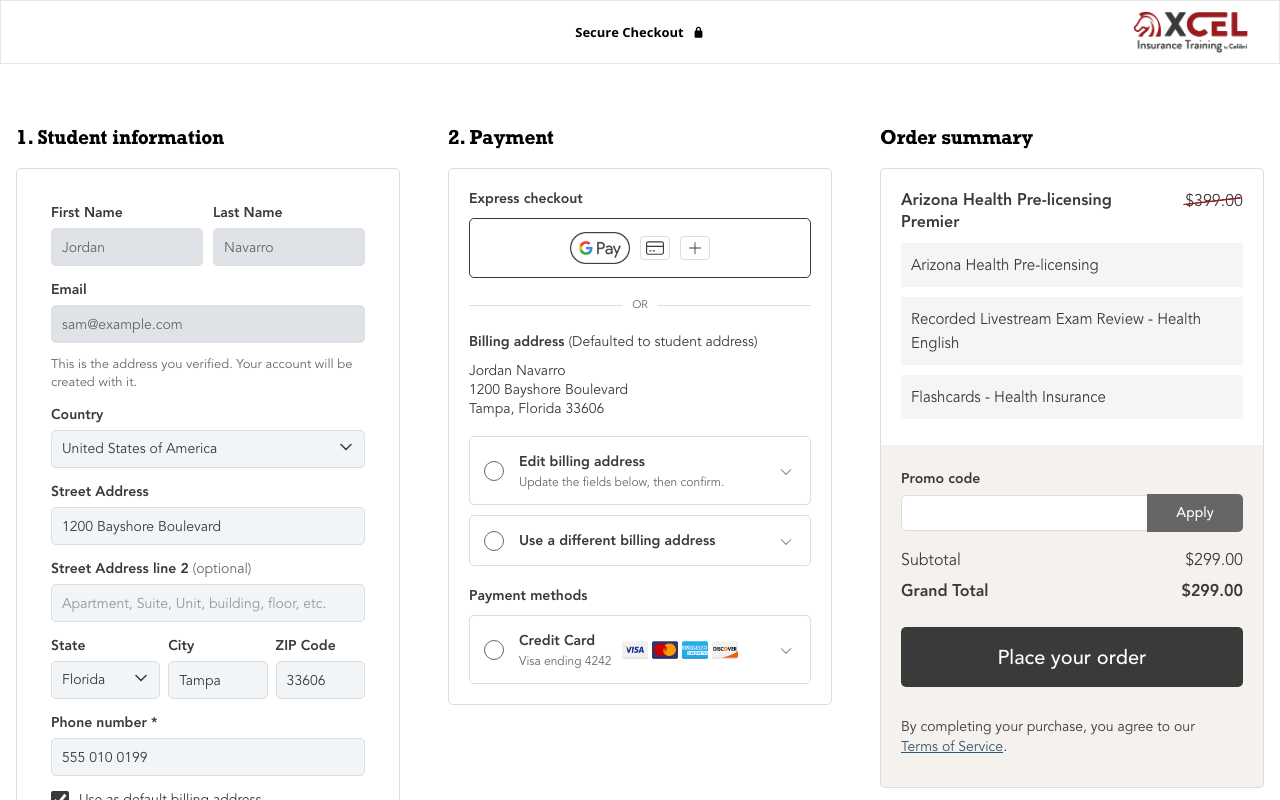 Secure Checkout
XCEL
Insurance Training by Colibri
1. Student information
First Name
Last Name
Jordan
Navarro
Email
sam@example.com
This is the address you verified. Your account will be
created with it.
Country
United States of America
Street Address
1200 Bayshore Boulevard
Street Address line 2 (optional)
Apartment, Suite, Unit, building, floor, etc.
State
City
ZIP Code
Florida
Tampa
33606
Phone number *
555 010 0199
Use as default billing address
2. Payment
Express checkout
G Pay
OR
Billing address (Defaulted to student address)
Jordan Navarro
1200 Bayshore Boulevard
Tampa, Florida 33606
Edit billing address
Update the fields below, then confirm.
Use a different billing address
Payment methods
Credit Card
VISA
AMERICAN EXPRESS
DISCOVER
Visa ending 4242
Order summary
Arizona Health Pre-licensing
Premier
$399.00
Arizona Health Pre-licensing
Recorded Livestream Exam Review - Health
English
Flashcards - Health Insurance
Promo code
Apply
Subtotal
$299.00
Grand Total
$299.00
Place your order
By completing your purchase, you agree to our
Terms of Service.